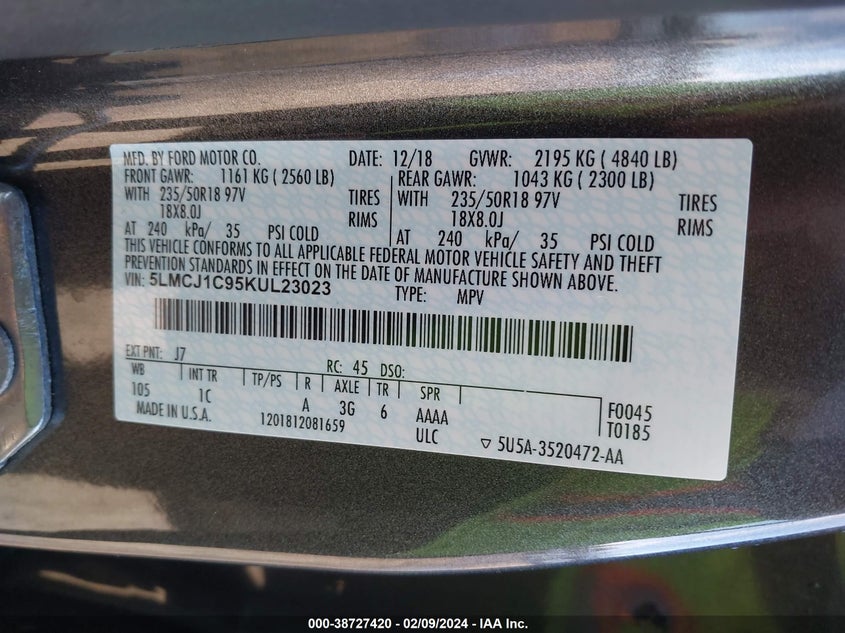 MFD. BY FORD MOTOR CO. DATE: 12/18 GVWR: 2195 KG ( 4840 LB)
FRONT GAWR: 1161 KG ( 2560 LB) REAR GAWR: 1043 KG ( 2300 LB)
WITH 235/50R18 97V TIRES WITH 235/50R18 97V TIRES
18X8.0J RIMS 18X8.0J RIMS
AT 240 kPa/ 35 PSI COLD AT 240 kPa/ 35 PSI COLD
THIS VEHICLE CONFORMS TO ALL APPLICABLE FEDERAL MOTOR VEHICLE SAFETY AND THEFT
PREVENTION STANDARDS IN EFFECT ON THE DATE OF MANUFACTURE SHOWN ABOVE.
VIN: 5LMCJ1C95KUL23023 TYPE: MPV
EXT PNT: J7 RC: 45 DSO:
WB INT TR TP/PS R AXLE TR SPR F0045
105 1C A 3G 6 AAAA T0185
MADE IN U.S.A. 1201812081659 ULC ▽ 5U5A-3520472-AA
000-38727420 - 02/09/2024 - IAA Inc.